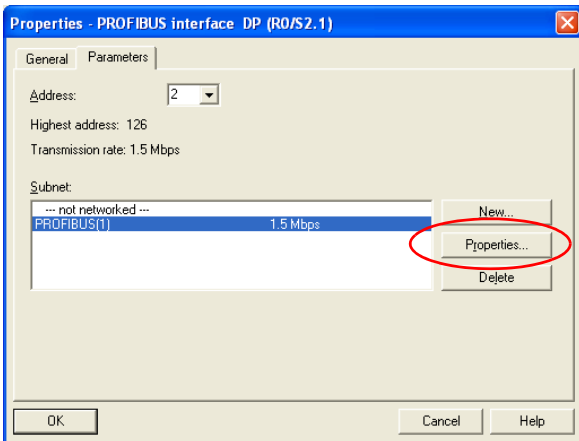 Properties - PROFIBUS interface  DP (R0/S2.1)
General Parameters
Address: 2
Highest address: 126
Transmission rate: 1.5 Mbps
Subnet:
--- not networked ---
PROFIBUS(1) 1.5 Mbps
New...
Properties...
Delete
OK Cancel Help